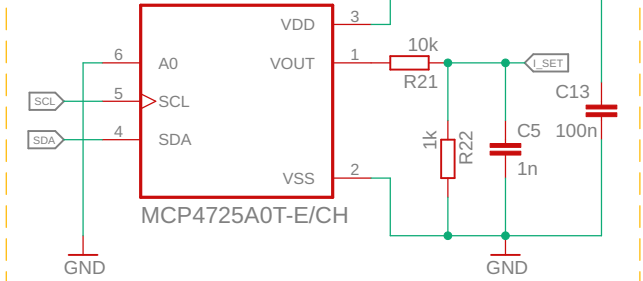 VDD 3
10k
6 A0 VOUT 1 I_SET
R21
C13
SCL 5 SCL
100n
SDA 4 SDA
1k R22 C5
1n
VSS 2
MCP4725A0T-E/CH
GND GND